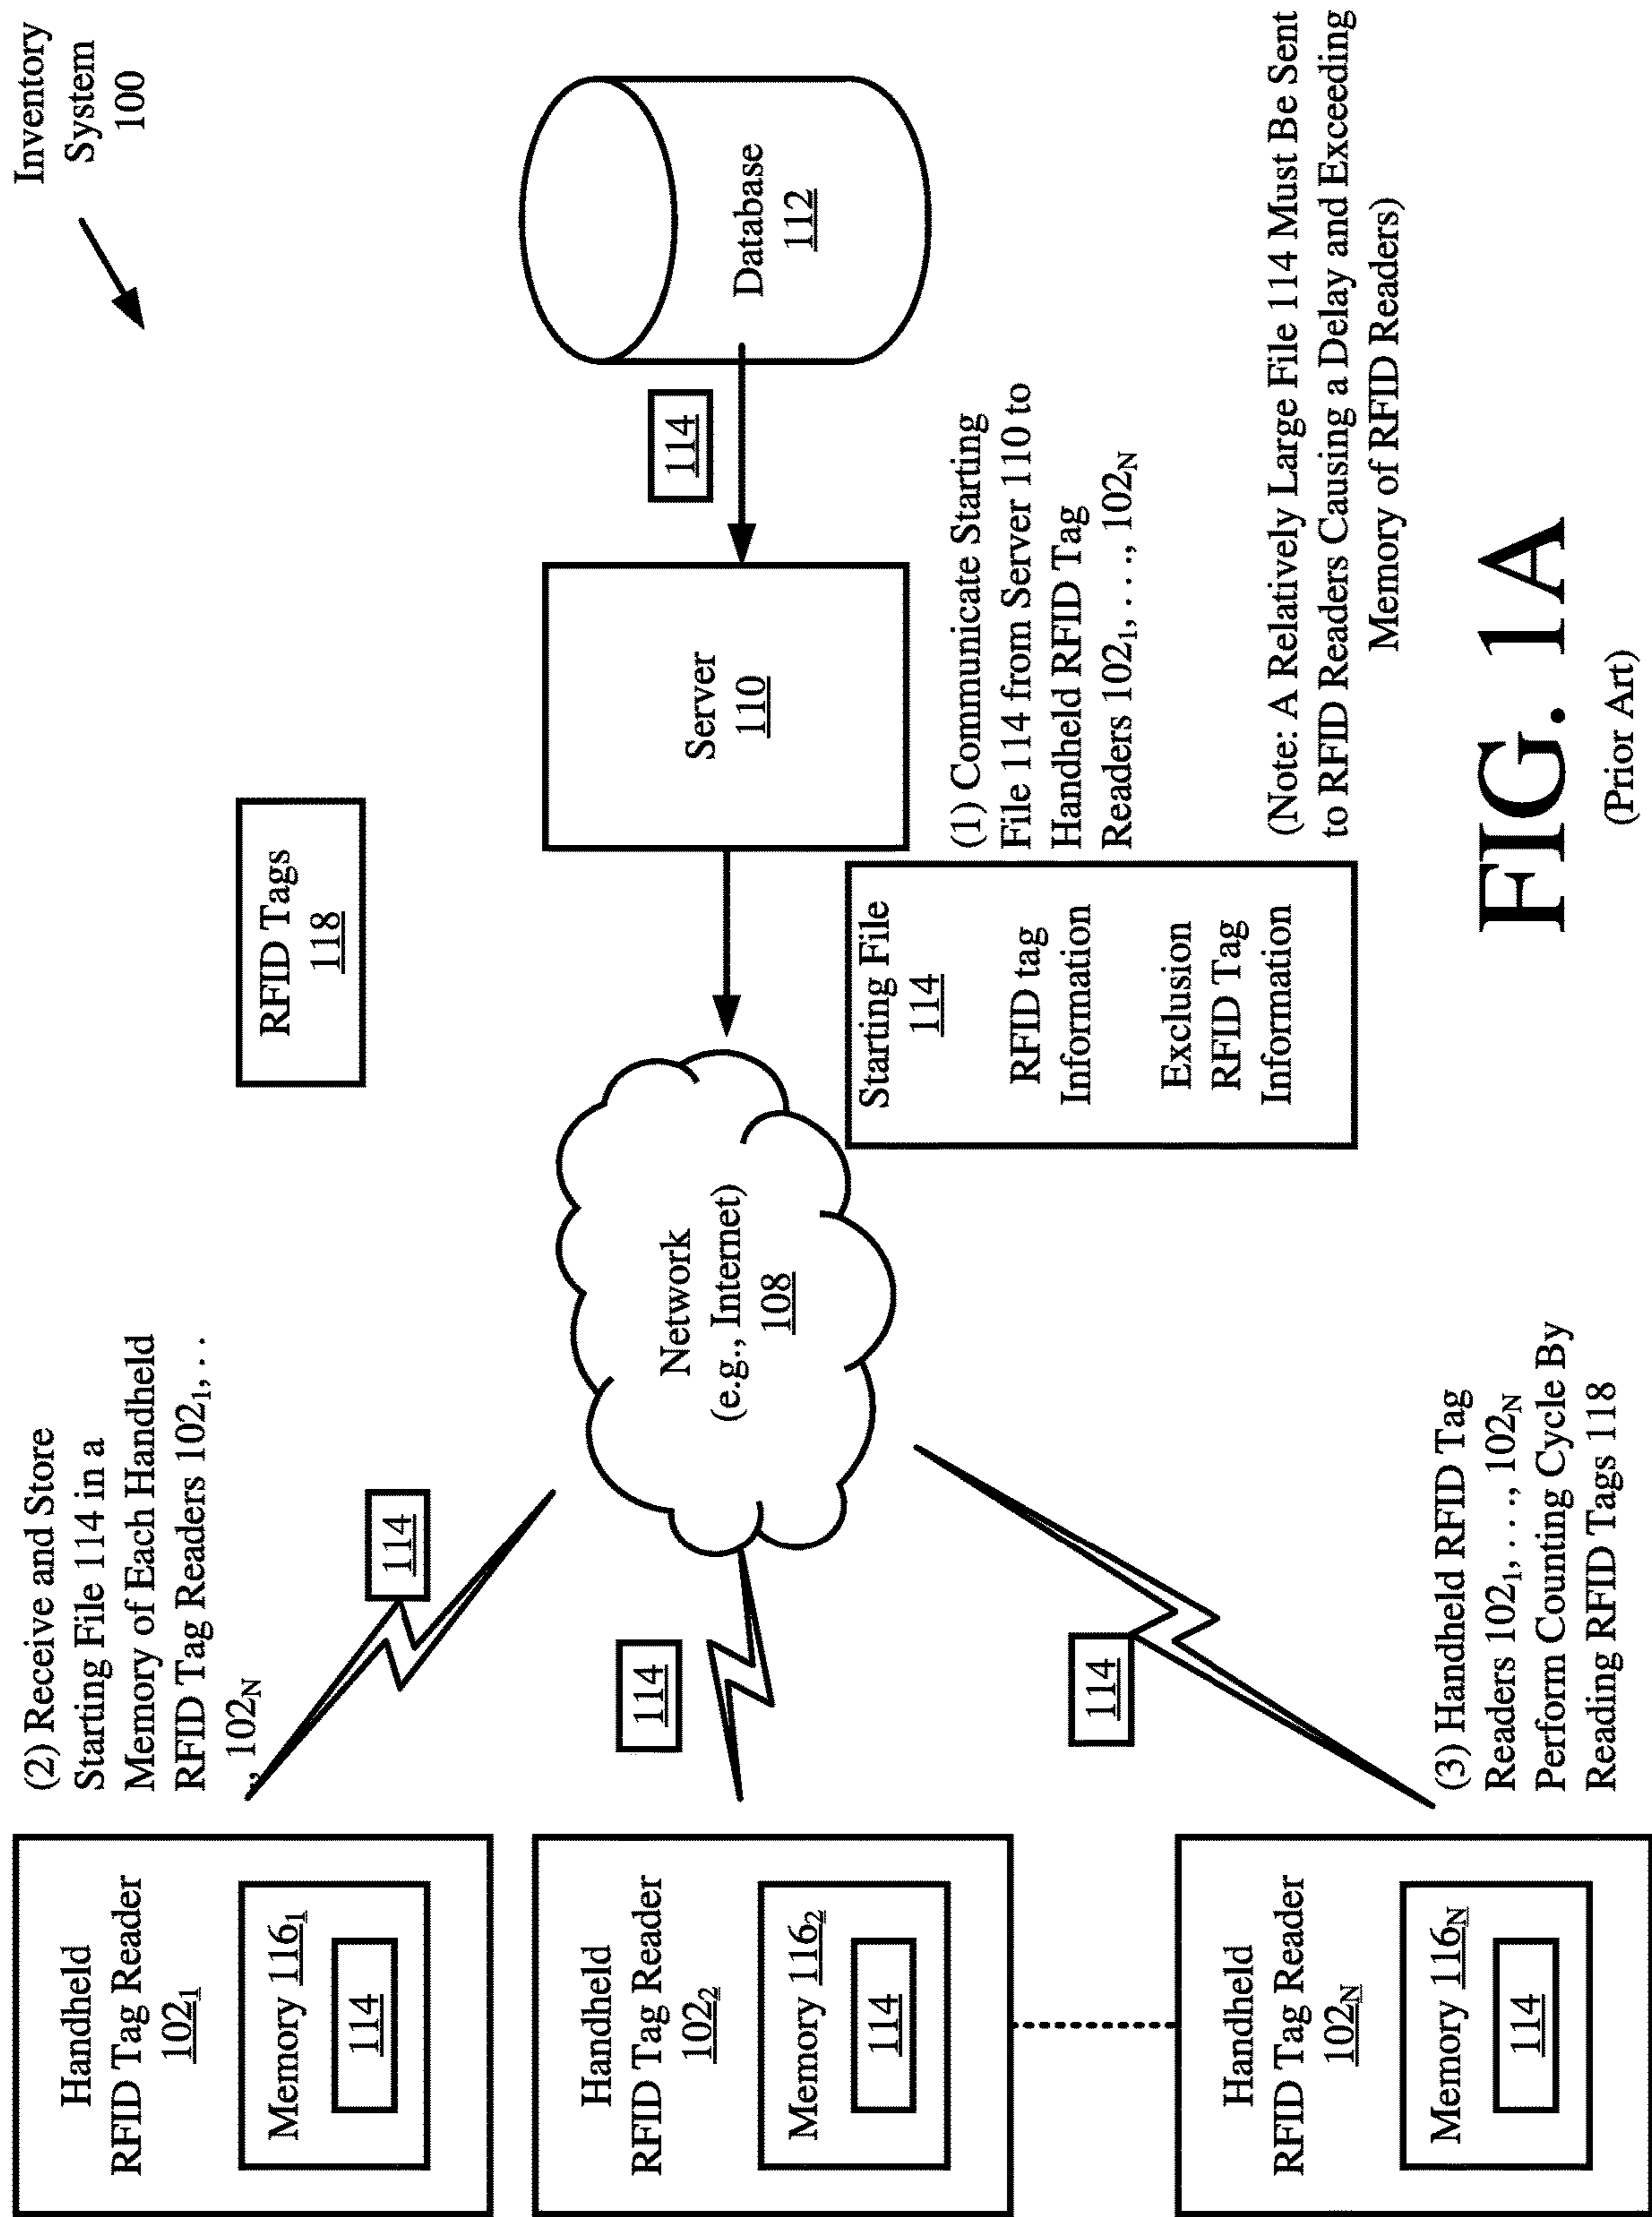 Inventory
System
100
Handheld
RFID Tag Reader
102₁
Memory 116₁
114
(2) Receive and Store
Starting File 114 in a
Memory of Each Handheld
RFID Tag Readers 102₁, . .
., 102N
114
RFID Tags
118
Handheld
RFID Tag Reader
102₂
Memory 116₂
114
114
Network
(e.g., Internet)
108
Server
110
114
Database
112
Starting File
114
RFID tag
Information
Exclusion
RFID Tag
Information
(1) Communicate Starting
File 114 from Server 110 to
Handheld RFID Tag
Readers 102₁, . . ., 102N
114
Handheld
RFID Tag Reader
102N
Memory 116N
114
(3) Handheld RFID Tag
Readers 102₁, . . ., 102N
Perform Counting Cycle By
Reading RFID Tags 118
(Note: A Relatively Large File 114 Must Be Sent
to RFID Readers Causing a Delay and Exceeding
Memory of RFID Readers)
FIG. 1A
(Prior Art)